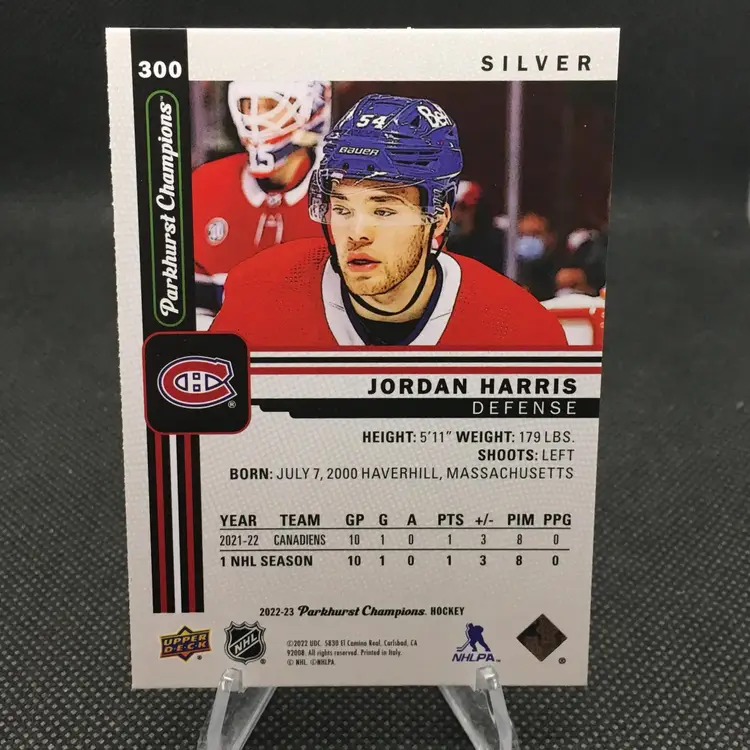 300
SILVER
Parkhurst Champions™
54
Bell
BAUER
JORDAN HARRIS
DEFENSE
HEIGHT: 5'11" WEIGHT: 179 LBS.
SHOOTS: LEFT
BORN: JULY 7, 2000 HAVERHILL, MASSACHUSETTS
YEAR TEAM GP G A PTS +/- PIM PPG
2021-22 CANADIENS 10 1 0 1 3 8 0
1 NHL SEASON 10 1 0 1 3 8 0
2022-23 Parkhurst Champions. HOCKEY
UPPER DECK
NHL
©2022 UDC. 5830 El Camino Real, Carlsbad, CA
92008. All rights reserved. Printed in Italy.
© NHL. ©NHLPA.
NHLPA